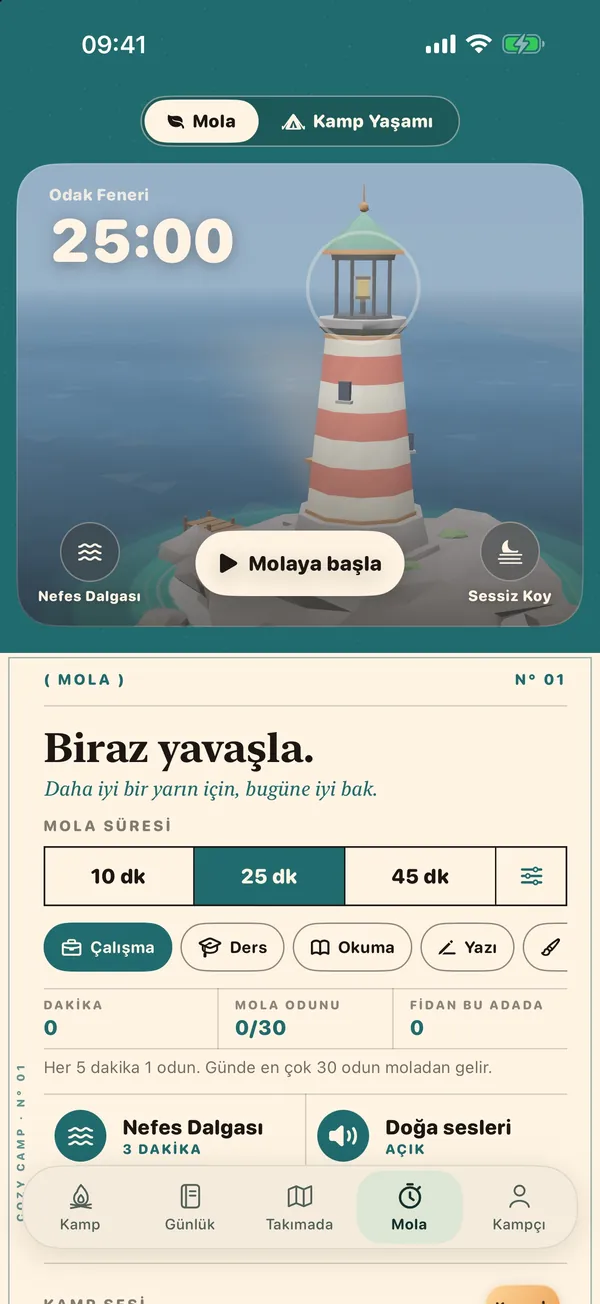 09:41
Mola
Kamp Yaşamı
Odak Feneri
25:00
Molaya başla
Nefes Dalgası
Sessiz Koy
( MOLA )
N° 01
Biraz yavaşla.
Daha iyi bir yarın için, bugüne iyi bak.
MOLA SÜRESİ
10 dk
25 dk
45 dk
Çalışma
Ders
Okuma
Yazı
DAKİKA
MOLA ODUNU
FİDAN BU ADADA
0
0/30
0
Her 5 dakika 1 odun. Günde en çok 30 odun moladan gelir.
COZY CAMP · N° 01
Nefes Dalgası
3 DAKİKA
Doğa sesleri
AÇIK
Kamp
Günlük
Takımada
Mola
Kampçı
KAMP SESİ